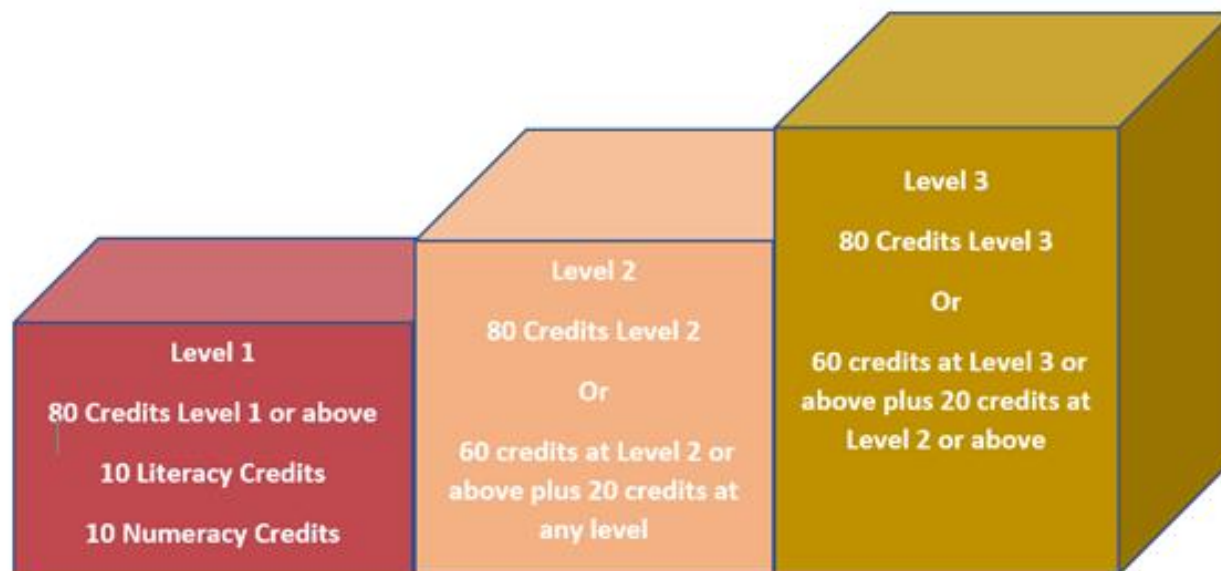 Level 1
80 Credits Level 1 or above
10 Literacy Credits
10 Numeracy Credits
Level 2
80 Credits Level 2
Or
60 credits at Level 2 or
above plus 20 credits at
any level
Level 3
80 Credits Level 3
Or
60 credits at Level 3 or
above plus 20 credits at
Level 2 or above